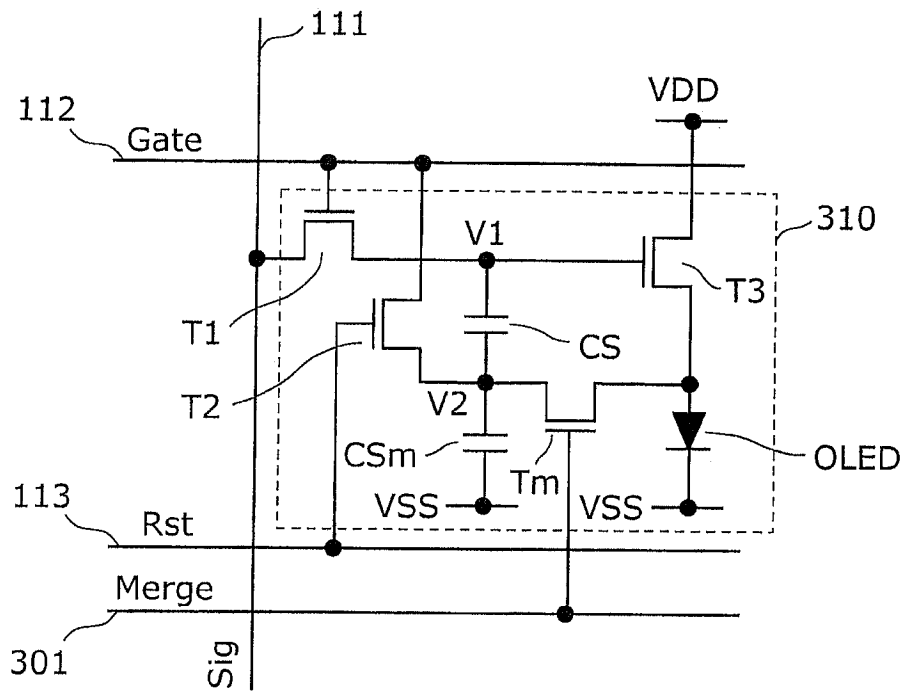 111
VDD
112
Gate
310
V1
T3
T1
CS
T2
V2
CSm
Tm
OLED
VSS
VSS
113
Rst
Merge
301
Sig